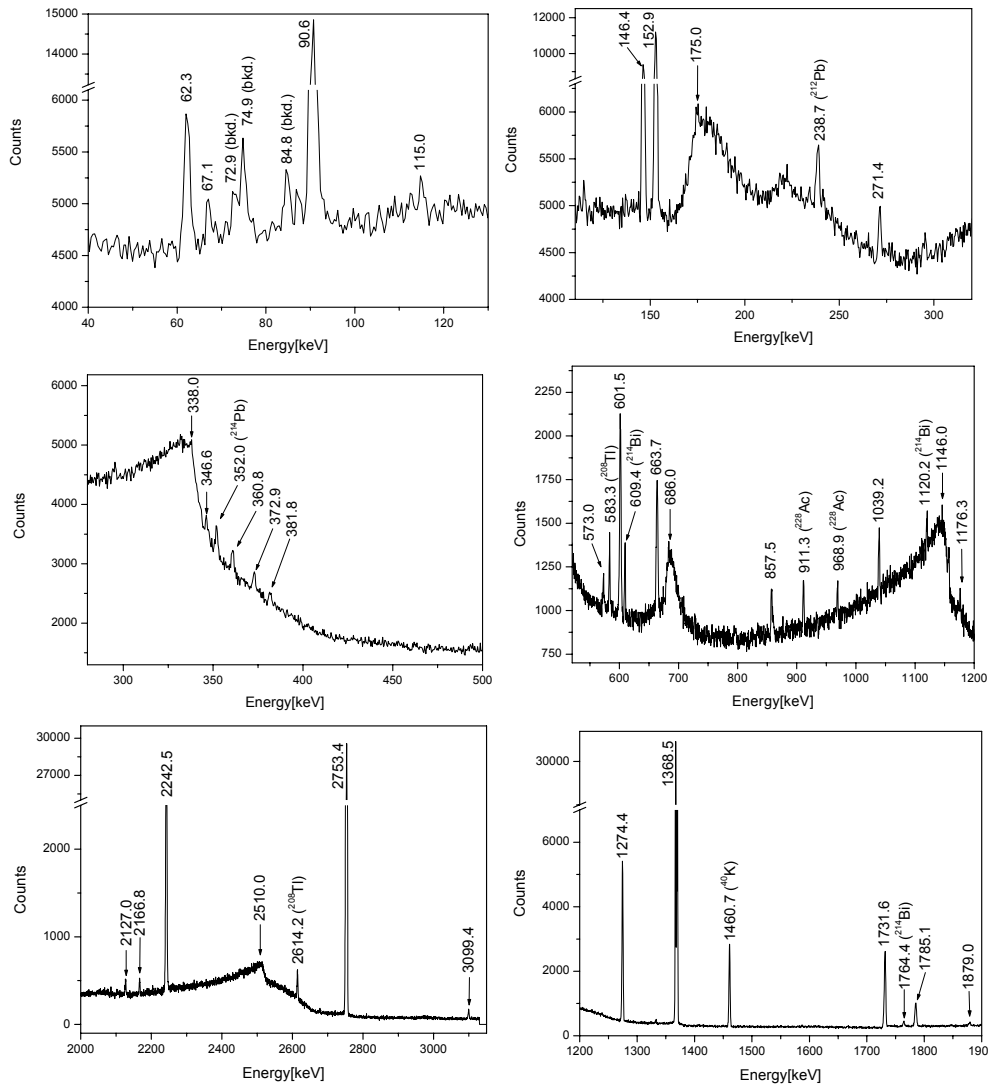 15000
14000
6000
5500
5000
4500
4000
Counts
62.3
67.1
72.9 (bkd.)
74.9 (bkd.)
84.8 (bkd.)
90.6
115.0
40 60 80 100 120
Energy[keV]
12000
10000
6000
5500
5000
4500
4000
Counts
146.4
152.9
175.0
238.7 (²¹²Pb)
271.4
150 200 250 300
Energy[keV]
6000
5000
4000
3000
2000
Counts
338.0
346.6
352.0 (²¹⁴Pb)
360.8
372.9
381.8
300 350 400 450 500
Energy[keV]
2250
2000
1750
1500
1250
1000
750
Counts
573.0
583.3 (²⁰⁸Tl)
601.5
609.4 (²¹⁴Bi)
663.7
686.0
857.5
911.3 (²²⁸Ac)
968.9 (²²⁸Ac)
1039.2
1120.2 (²¹⁴Bi)
1146.0
1176.3
600 700 800 900 1000 1100 1200
Energy[keV]
30000
27000
2000
1000
0
Counts
2127.0
2166.8
2242.5
2510.0
2614.2 (²⁰⁸Tl)
2753.4
3099.4
2000 2200 2400 2600 2800 3000
Energy[keV]
30000
6000
4000
2000
0
Counts
1274.4
1368.5
1460.7 (⁴⁰K)
1731.6
1764.4 (²¹⁴Bi)
1785.1
1879.0
1200 1300 1400 1500 1600 1700 1800 190
Energy[keV]